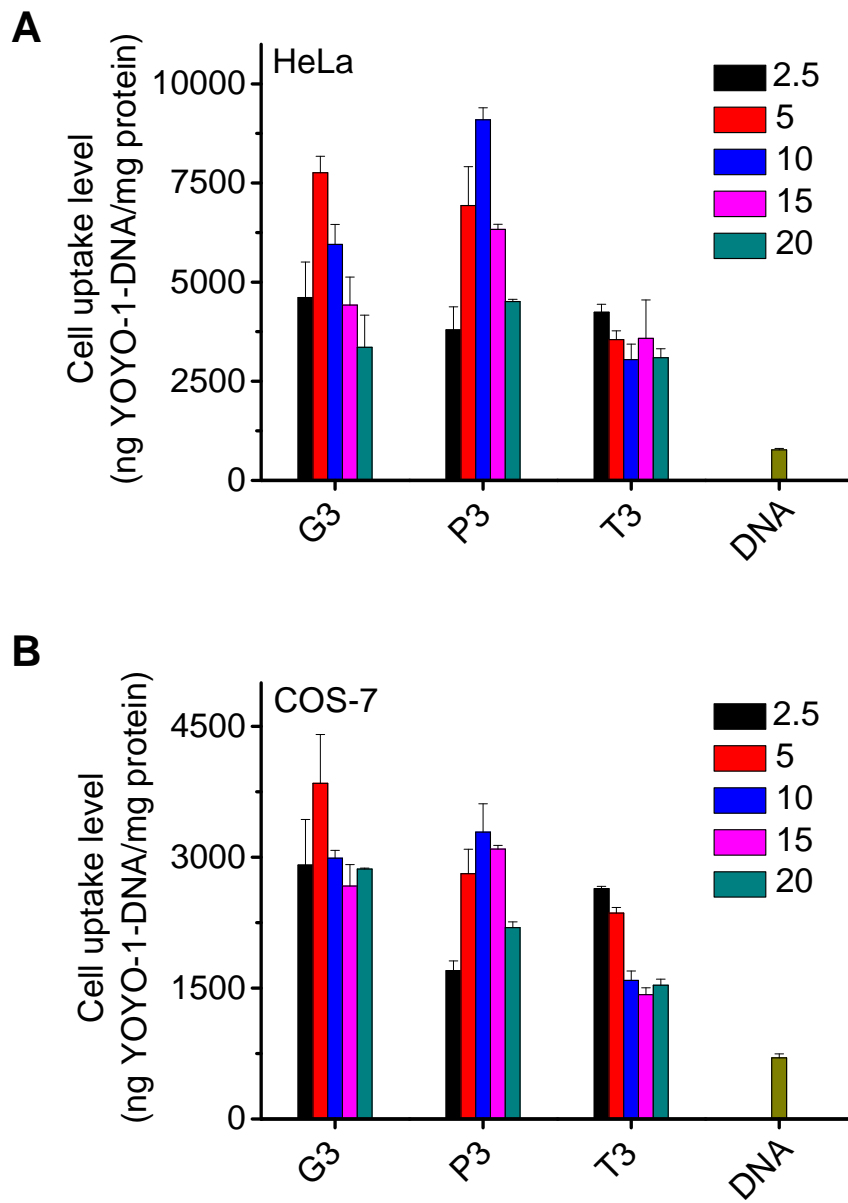 A
HeLa
10000
7500
5000
2500
0
Cell uptake level
(ng YOYO-1-DNA/mg protein)
2.5
5
10
15
20
G3
P3
T3
DNA
B
COS-7
4500
3000
1500
0
Cell uptake level
(ng YOYO-1-DNA/mg protein)
2.5
5
10
15
20
G3
P3
T3
DNA